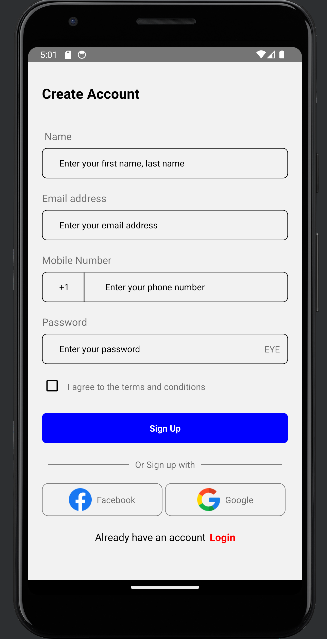 5:01
Create Account
Name
Enter your first name, last name
Email address
Enter your email address
Mobile Number
+1 Enter your phone number
Password
Enter your password EYE
I agree to the terms and conditions
Sign Up
Or Sign up with
Facebook Google
Already have an account Login